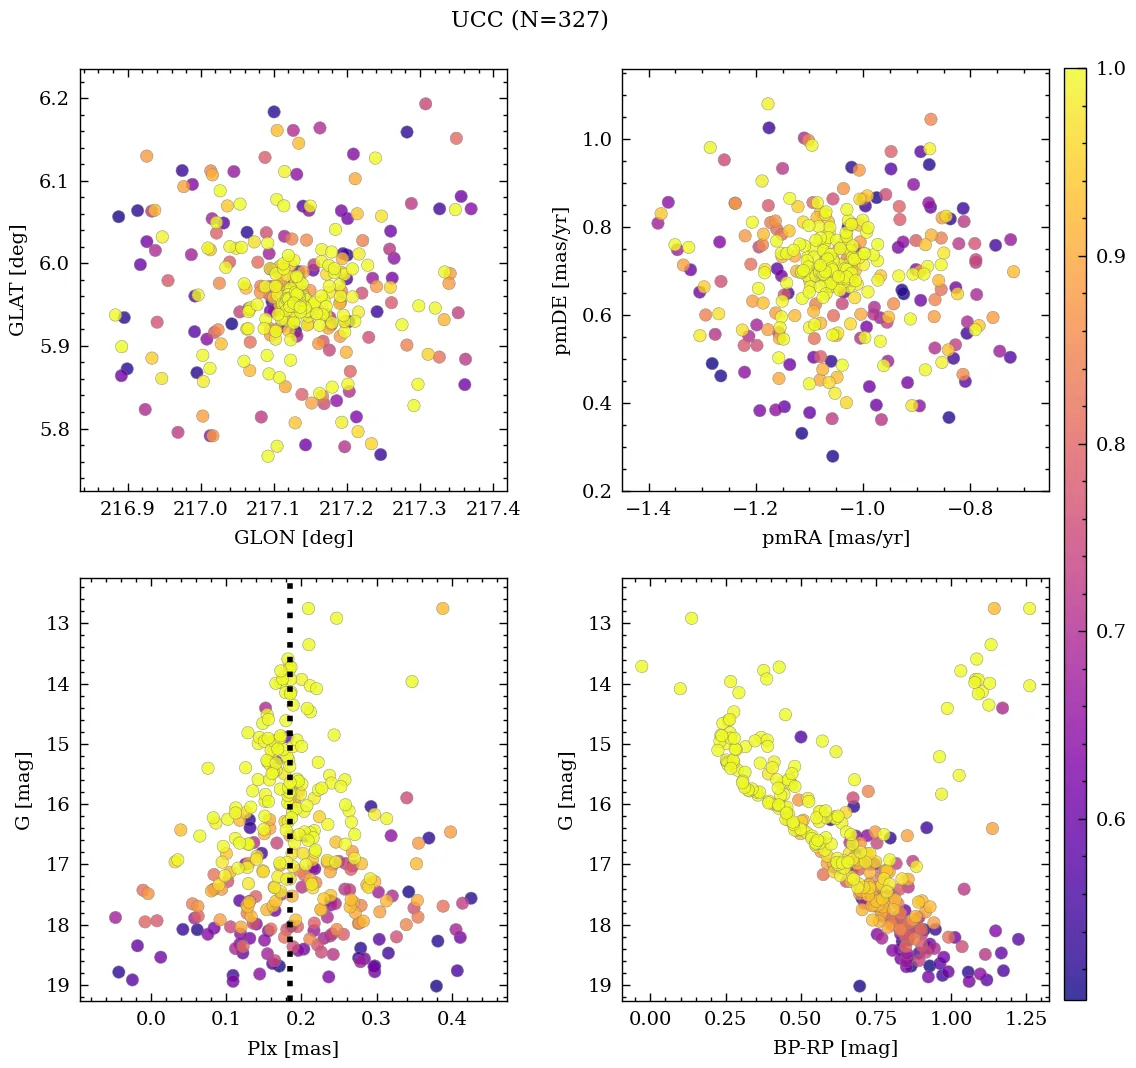 UCC (N=327)
6.2
6.1
6.0
5.9
5.8
GLAT [deg]
216.9 217.0 217.1 217.2 217.3 217.4
GLON [deg]
1.0
0.8
0.6
0.4
0.2
pmDE [mas/yr]
−1.4 −1.2 −1.0 −0.8
pmRA [mas/yr]
1.0
0.9
0.8
0.7
0.6
13
14
15
16
17
18
19
G [mag]
0.0 0.1 0.2 0.3 0.4
Plx [mas]
13
14
15
16
17
18
19
G [mag]
0.00 0.25 0.50 0.75 1.00 1.25
BP-RP [mag]